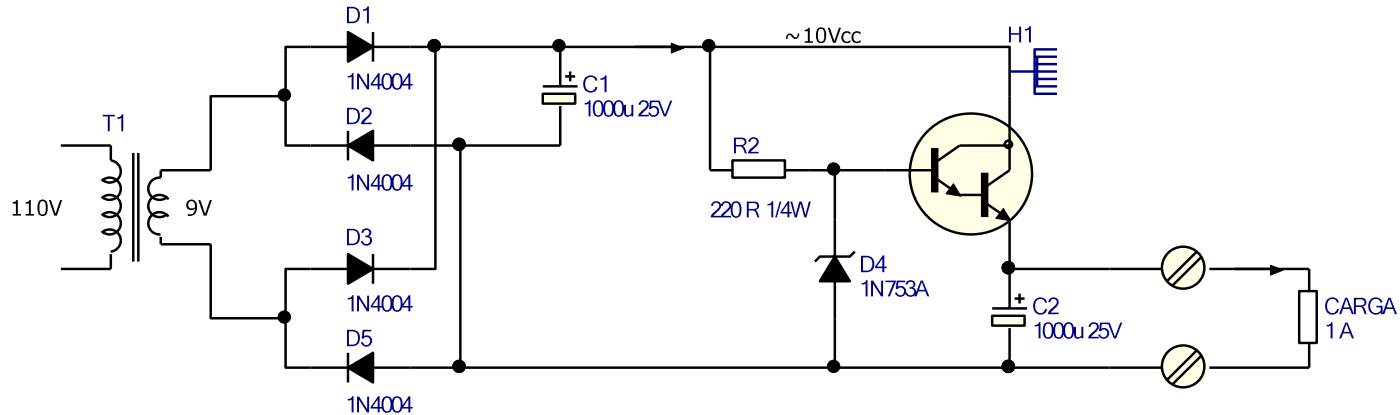 T1
110V
9V
D1
1N4004
D2
1N4004
D3
1N4004
D5
1N4004
+
C1
1000u 25V
~10Vcc
H1
R2
220 R 1/4W
D4
1N753A
+
C2
1000u 25V
CARGA
1 A